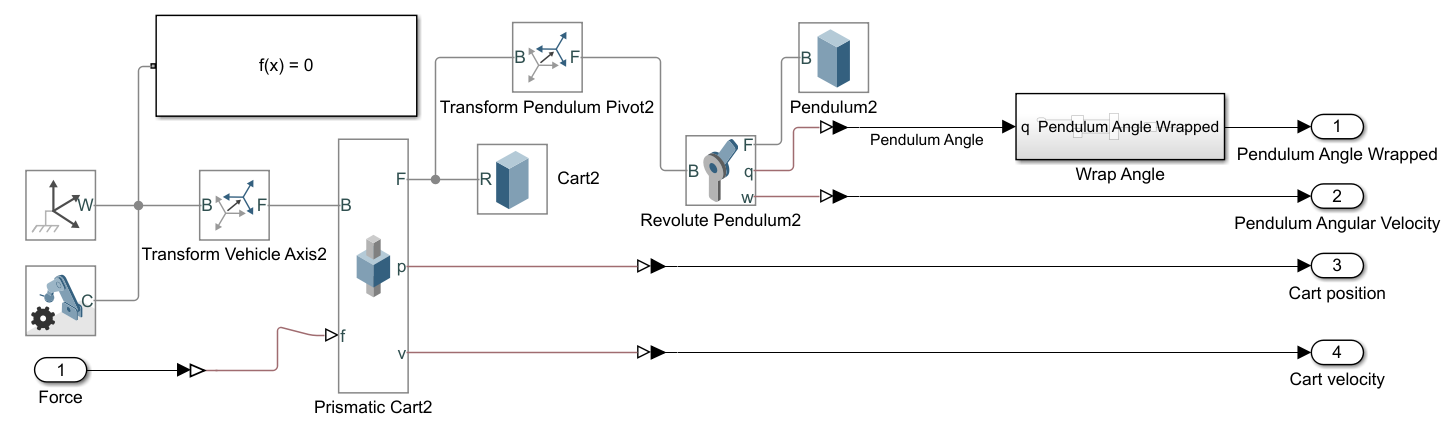 f(x) = 0
B
F
Transform Pendulum Pivot2
B
Pendulum2
Pendulum Angle
q
Pendulum Angle Wrapped
Wrap Angle
1
Pendulum Angle Wrapped
W
B
F
Transform Vehicle Axis2
C
F
R
Cart2
B
F
q
w
Revolute Pendulum2
2
Pendulum Angular Velocity
B
p
f
v
Prismatic Cart2
3
Cart position
1
Force
4
Cart velocity